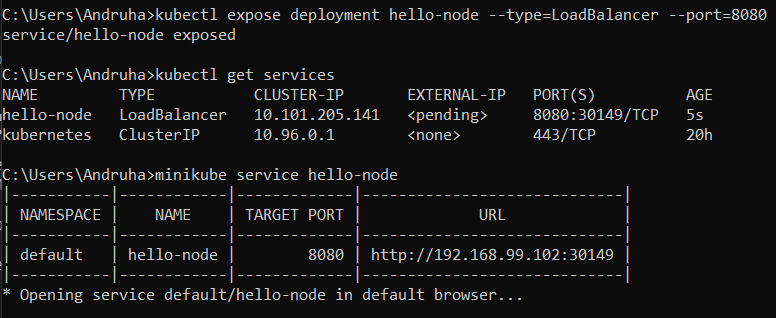 C:\Users\Andruha>kubectl expose deployment hello-node --type=LoadBalancer --port=8080
service/hello-node exposed
C:\Users\Andruha>kubectl get services
NAME         TYPE           CLUSTER-IP       EXTERNAL-IP   PORT(S)          AGE
hello-node   LoadBalancer   10.101.205.141   <pending>     8080:30149/TCP   5s
kubernetes   ClusterIP      10.96.0.1        <none>        443/TCP          20h
C:\Users\Andruha>minikube service hello-node
|-----------|------------|-------------|-----------------------------|
| NAMESPACE |    NAME    | TARGET PORT |             URL             |
|-----------|------------|-------------|-----------------------------|
| default   | hello-node |        8080 | http://192.168.99.102:30149 |
|-----------|------------|-------------|-----------------------------|
* Opening service default/hello-node in default browser...